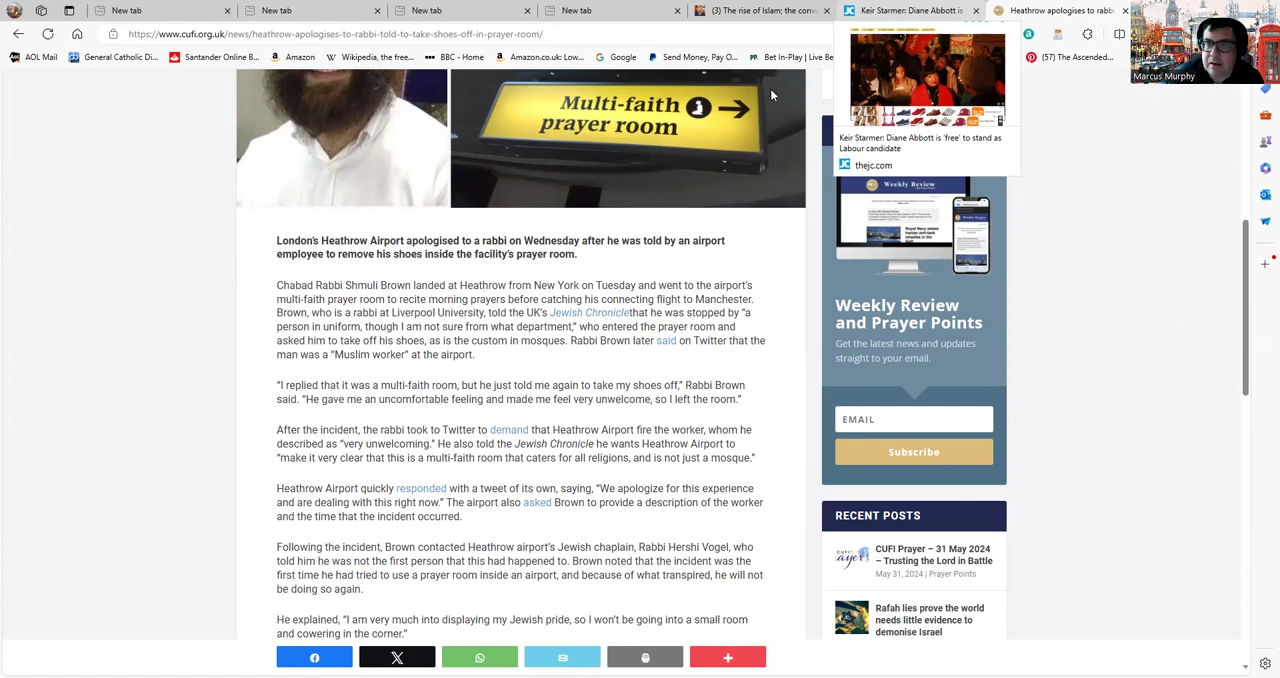 New tab
New tab
New tab
New tab
(3) The rise of Islam; the conv
Keir Starmer: Diane Abbott is
Heathrow apologises to rabbi
https://www.cufi.org.uk/news/heathrow-apologises-to-rabbi-told-to-take-shoes-off-in-prayer-room/
AOL Mail
General Catholic Di...
Santander Online B...
Amazon
Wikipedia, the free...
BBC - Home
Amazon.co.uk: Low...
Google
Send Money, Pay O...
Bet In-Play | Live Be
(57) The Ascended...
Marcus Murphy
Keir Starmer: Diane Abbott is 'free' to stand as
Labour candidate
JC thejc.com
Multi-faith
prayer room
London's Heathrow Airport apologised to a rabbi on Wednesday after he was told by an airport
employee to remove his shoes inside the facility's prayer room.
Chabad Rabbi Shmuli Brown landed at Heathrow from New York on Tuesday and went to the airport's
multi-faith prayer room to recite morning prayers before catching his connecting flight to Manchester.
Brown, who is a rabbi at Liverpool University, told the UK's Jewish Chroniclethat he was stopped by "a
person in uniform, though I am not sure from what department," who entered the prayer room and
asked him to take off his shoes, as is the custom in mosques. Rabbi Brown later said on Twitter that the
man was a "Muslim worker" at the airport.
"I replied that it was a multi-faith room, but he just told me again to take my shoes off," Rabbi Brown
said. "He gave me an uncomfortable feeling and made me feel very unwelcome, so I left the room."
After the incident, the rabbi took to Twitter to demand that Heathrow Airport fire the worker, whom he
described as "very unwelcoming." He also told the Jewish Chronicle he wants Heathrow Airport to
"make it very clear that this is a multi-faith room that caters for all religions, and is not just a mosque."
Heathrow Airport quickly responded with a tweet of its own, saying, "We apologize for this experience
and are dealing with this right now." The airport also asked Brown to provide a description of the worker
and the time that the incident occurred.
Following the incident, Brown contacted Heathrow airport's Jewish chaplain, Rabbi Hershi Vogel, who
told him he was not the first person that this had happened to. Brown noted that the incident was the
first time he had tried to use a prayer room inside an airport, and because of what transpired, he will not
be doing so again.
He explained, "I am very much into displaying my Jewish pride, so I won't be going into a small room
and cowering in the corner."
Weekly Review
Weekly Review
and Prayer Points
Get the latest news and updates
straight to your email.
EMAIL
Subscribe
RECENT POSTS
CUFI Prayer – 31 May 2024
– Trusting the Lord in Battle
May 31, 2024 | Prayer Points
Rafah lies prove the world
needs little evidence to
demonise Israel